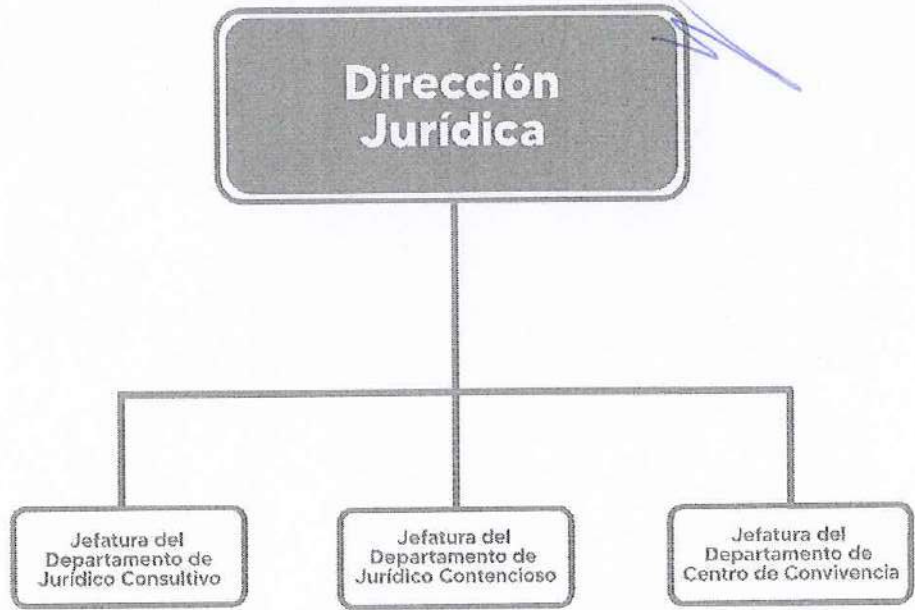 Dirección
Jurídica
Jefatura del
Departamento de
Jurídico Consultivo
Jefatura del
Departamento de
Jurídico Contencioso
Jefatura del
Departamento de
Centro de Convivencia